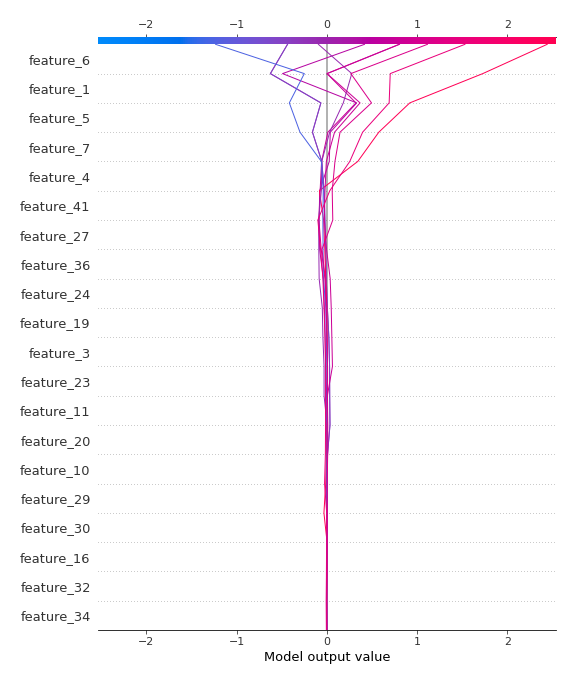 −2 −1 0 1 2
feature_6
feature_1
feature_5
feature_7
feature_4
feature_41
feature_27
feature_36
feature_24
feature_19
feature_3
feature_23
feature_11
feature_20
feature_10
feature_29
feature_30
feature_16
feature_32
feature_34
−2 −1 0 1 2
Model output value